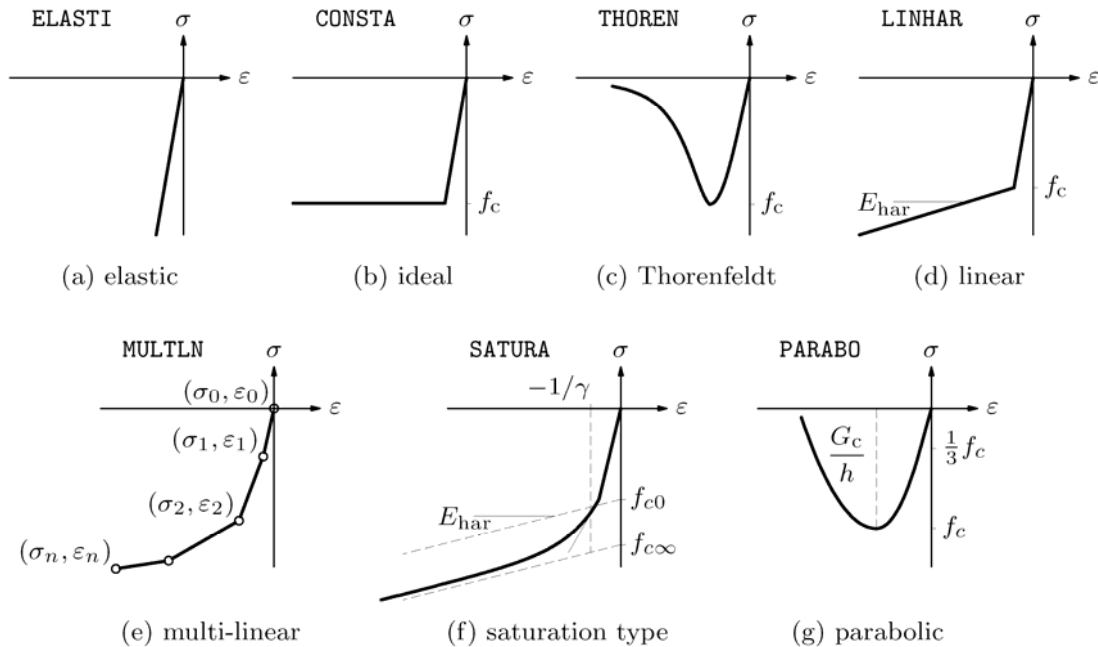 ELASTI σ CONSTA σ THOREN σ LINHAR σ
ε ε ε ε
f_c f_c E_har f_c
(a) elastic (b) ideal (c) Thorenfeldt (d) linear
MULTLN σ SATURA σ PARABO σ
(σ_0, ε_0) ε −1/γ ε ε
(σ_1, ε_1) G_c/h 1/3 f_c
(σ_2, ε_2) E_har f_c0 f_c
(σ_n, ε_n) f_c∞
(e) multi-linear (f) saturation type (g) parabolic